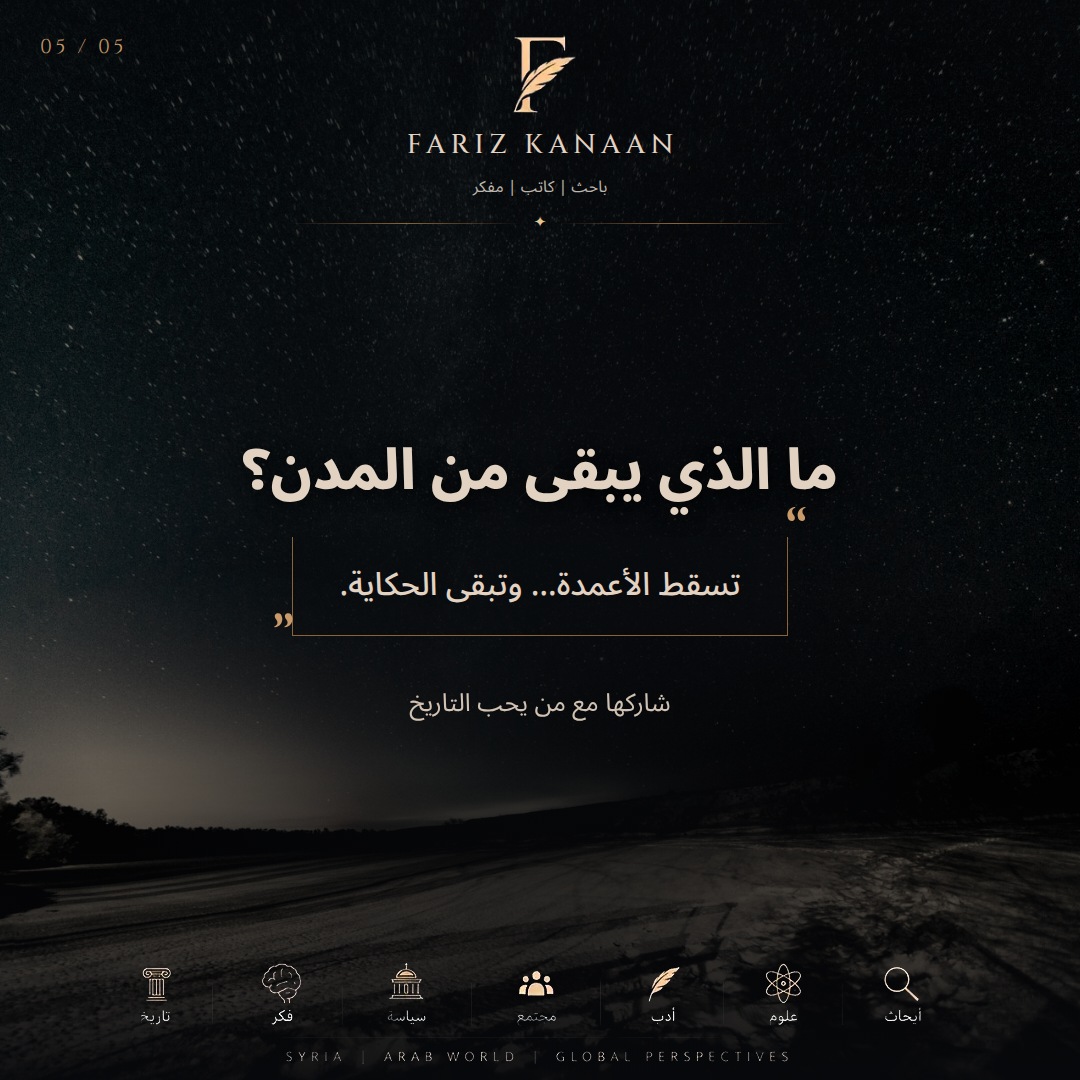 05 / 05
F
FARIZ KANAAN
باحث | كاتب | مفكر
ما الذي يبقى من المدن؟
“
تسقط الأعمدة... وتبقى الحكاية.
”
شاركها مع من يحب التاريخ
أبحاث علوم أدب مجتمع سياسة فكر تاريخ
SYRIA | ARAB WORLD | GLOBAL PERSPECTIVES